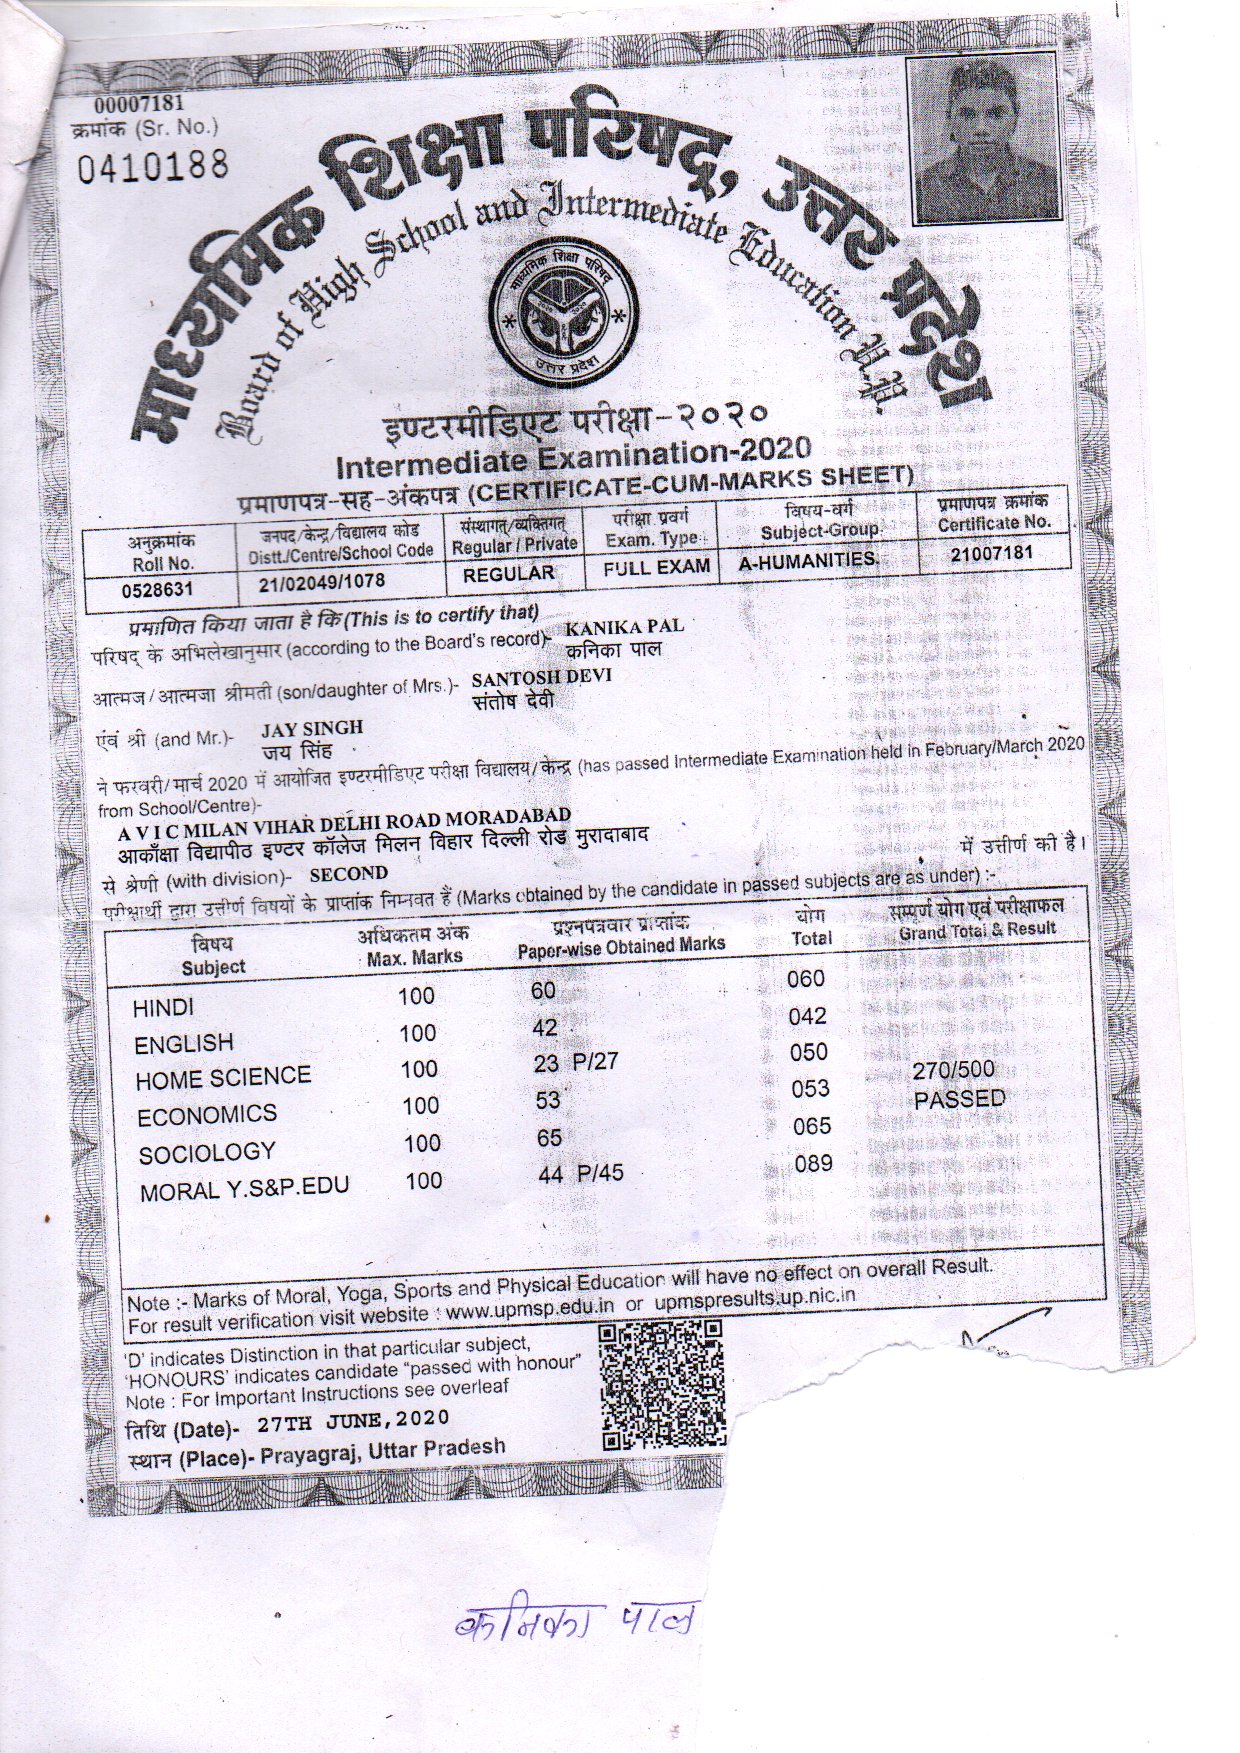 00007181
क्रमांक (Sr. No.)
0410188
माध्यमिक शिक्षा परिषद्, उत्तर प्रदेश
Board of High School and Intermediate Education U.P.
माध्यमिक शिक्षा परिषद्
उत्तर प्रदेश
इण्टरमीडिएट परीक्षा-२०२०
Intermediate Examination-2020
प्रमाणपत्र-सह-अंकपत्र (CERTIFICATE-CUM-MARKS SHEET)
अनुक्रमांक जनपद/केन्द्र/विद्यालय कोड संस्थागत/व्यक्तिगत परीक्षा प्रवर्ग विषय-वर्ग प्रमाणपत्र क्रमांक
Roll No. Distt./Centre/School Code Regular / Private Exam. Type Subject-Group Certificate No.
0528631 21/02049/1078 REGULAR FULL EXAM A-HUMANITIES. 21007181
प्रमाणित किया जाता है कि (This is to certify that)
परिषद् के अभिलेखानुसार (according to the Board's record)- KANIKA PAL
कनिका पाल
आत्मज/आत्मजा श्रीमती (son/daughter of Mrs.)- SANTOSH DEVI
संतोष देवी
एंवं श्री (and Mr.)- JAY SINGH
जय सिंह
ने फरवरी/मार्च 2020 में आयोजित इण्टरमीडिएट परीक्षा विद्यालय/केन्द्र (has passed Intermediate Examination held in February/March 2020
from School/Centre)-
A V I C MILAN VIHAR DELHI ROAD MORADABAD
आकाँक्षा विद्यापीठ इण्टर कॉलेज मिलन विहार दिल्ली रोड मुरादाबाद में उत्तीर्ण की है।
से श्रेणी (with division)- SECOND
परीक्षार्थी द्वारा उत्तीर्ण विषयों के प्राप्तांक निम्नवत हैं (Marks obtained by the candidate in passed subjects are as under) :-
विषय अधिकतम अंक प्रश्नपत्रवार प्राप्तांक योग सम्पूर्ण योग एवं परीक्षाफल
Subject Max. Marks Paper-wise Obtained Marks Total Grand Total & Result
HINDI 100 60 060
ENGLISH 100 42 042
HOME SCIENCE 100 23 P/27 050 270/500
ECONOMICS 100 53 053 PASSED
SOCIOLOGY 100 65 065
MORAL Y.S&P.EDU 100 44 P/45 089
Note :- Marks of Moral, Yoga, Sports and Physical Education will have no effect on overall Result.
For result verification visit website : www.upmsp.edu.in or upmspresults.up.nic.in
'D' indicates Distinction in that particular subject,
'HONOURS' indicates candidate "passed with honour"
Note : For Important Instructions see overleaf
तिथि (Date)- 27TH JUNE,2020
स्थान (Place)- Prayagraj, Uttar Pradesh
कनिका पाल